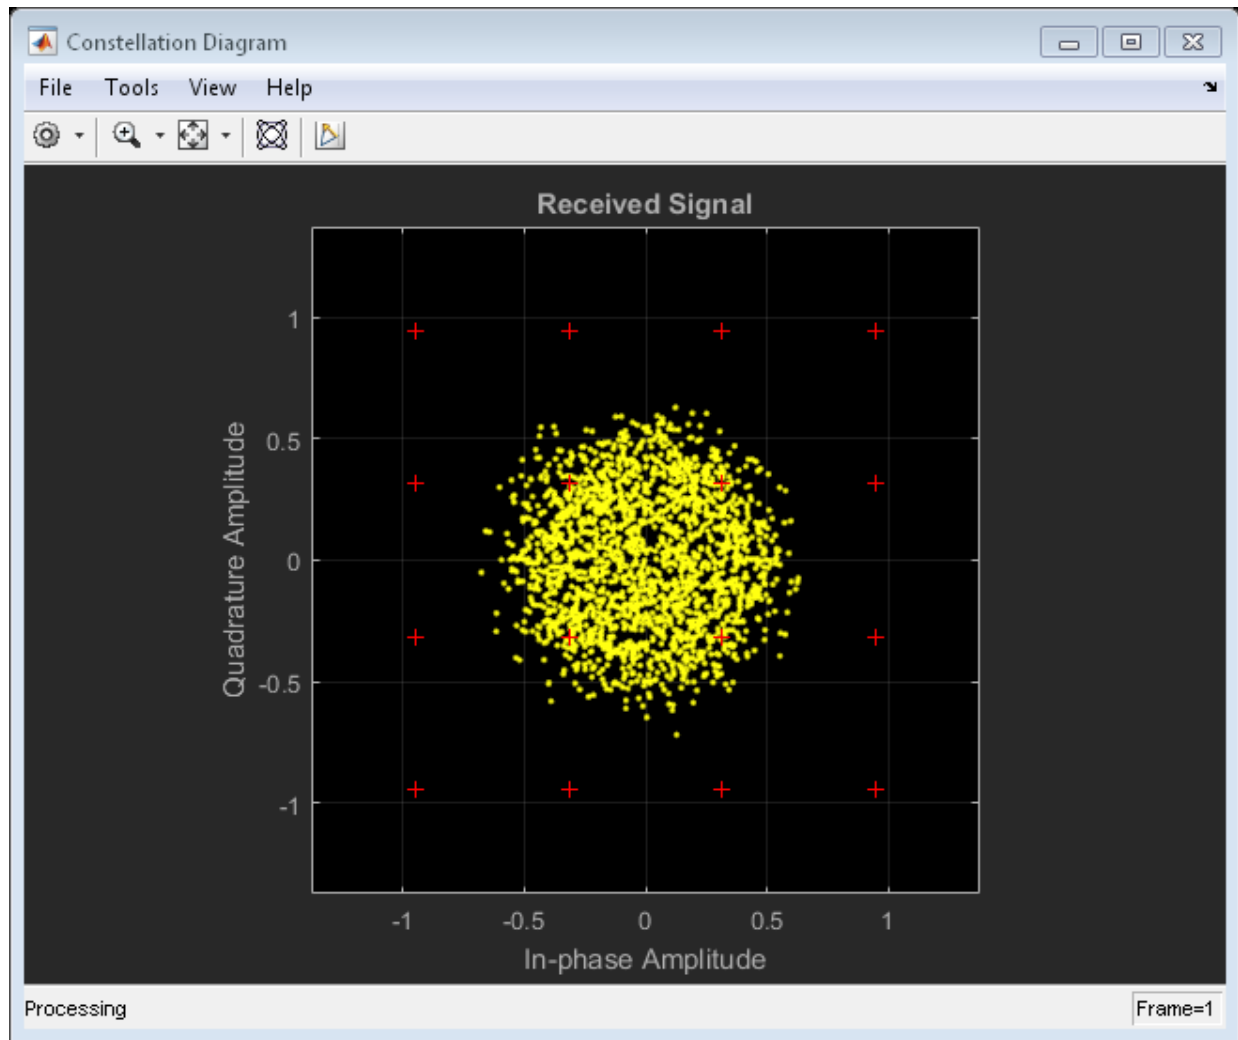 Constellation Diagram
File Tools View Help
Received Signal
1
0.5
0
-0.5
-1
Quadrature Amplitude
-1 -0.5 0 0.5 1
In-phase Amplitude
Processing Frame=1